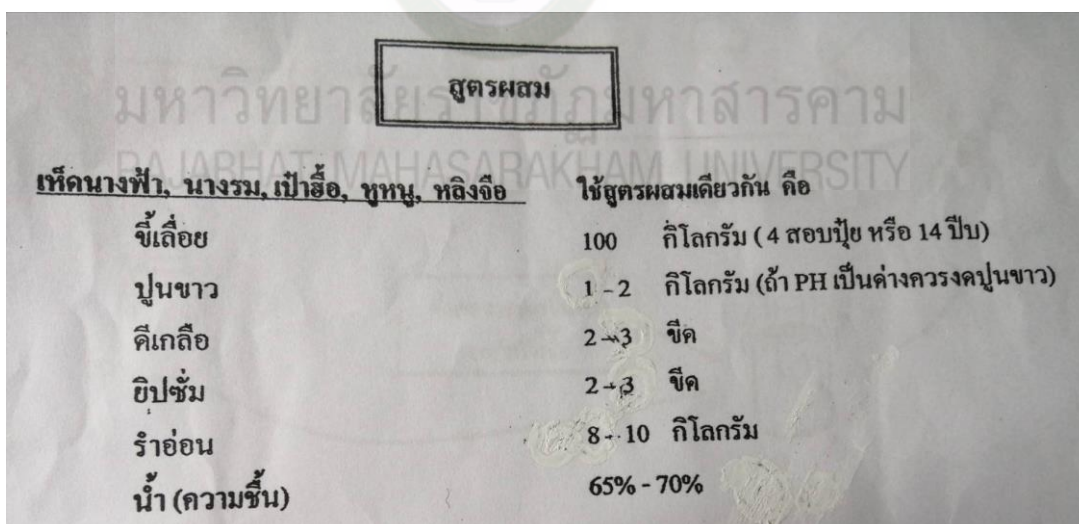 สูตรผสม
มหาวิทยาลัยราชภัฏมหาสารคาม
RAJABHAT MAHASARAKHAM UNIVERSITY
เห็ดนางฟ้า, นางรม, เป๋าฮื้อ, หูหนู, หลิงจือ ใช้สูตรผสมเดียวกัน คือ
ขี้เลื่อย 100 กิโลกรัม ( 4 สอบปุ๋ย หรือ 14 ปีบ)
ปูนขาว 1 - 2 กิโลกรัม (ถ้า PH เป็นค่างควรงดปูนขาว)
ดีเกลือ 2 - 3 ขีด
ยิปซั่ม 2 - 3 ขีด
รำอ่อน 8 - 10 กิโลกรัม
น้ำ (ความชื้น) 65% - 70%